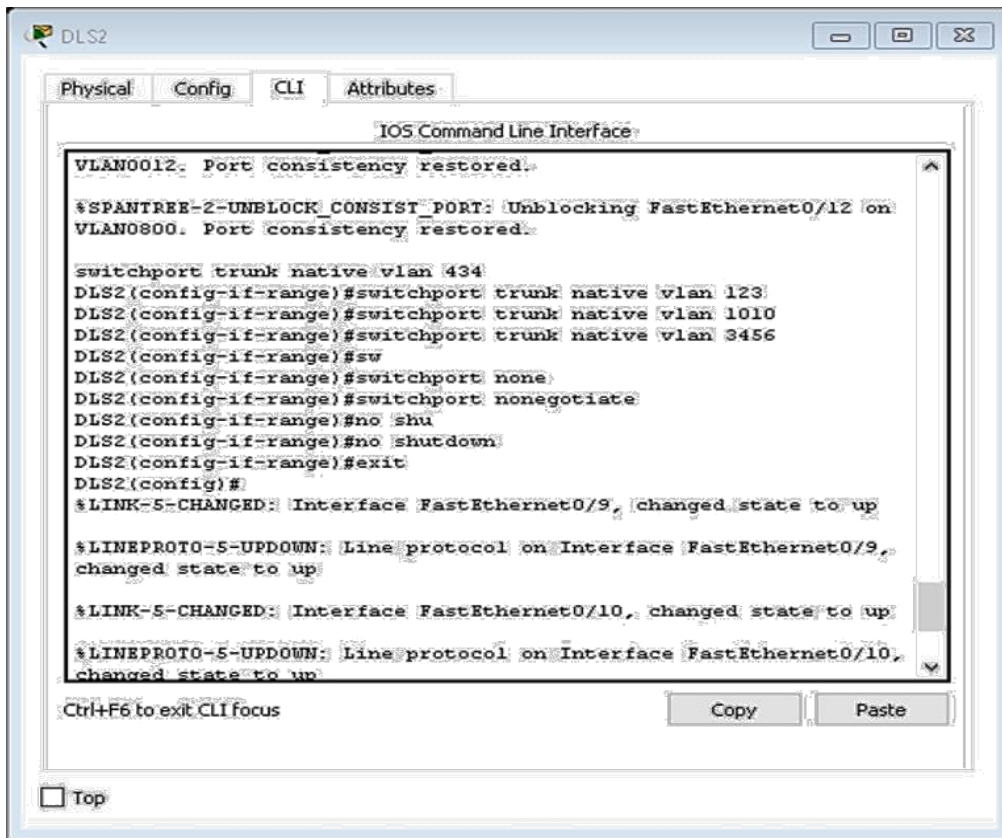 DLS2
Physical Config CLI Attributes
IOS Command Line Interface
VLAN0012. Port consistency restored.
%SPANTREE-2-UNBLOCK_CONSIST_PORT: Unblocking FastEthernet0/12 on
VLAN0800. Port consistency restored.
switchport trunk native vlan 434
DLS2(config-if-range)#switchport trunk native vlan 123
DLS2(config-if-range)#switchport trunk native vlan 1010
DLS2(config-if-range)#switchport trunk native vlan 3456
DLS2(config-if-range)#sw
DLS2(config-if-range)#switchport none
DLS2(config-if-range)#switchport nonegotiate
DLS2(config-if-range)#no shu
DLS2(config-if-range)#no shutdown
DLS2(config-if-range)#exit
DLS2(config)#
%LINK-5-CHANGED: Interface FastEthernet0/9, changed state to up
%LINEPROTO-5-UPDOWN: Line protocol on Interface FastEthernet0/9,
changed state to up
%LINK-5-CHANGED: Interface FastEthernet0/10, changed state to up
%LINEPROTO-5-UPDOWN: Line protocol on Interface FastEthernet0/10,
changed state to up
Ctrl+F6 to exit CLI focus
Copy Paste
Top